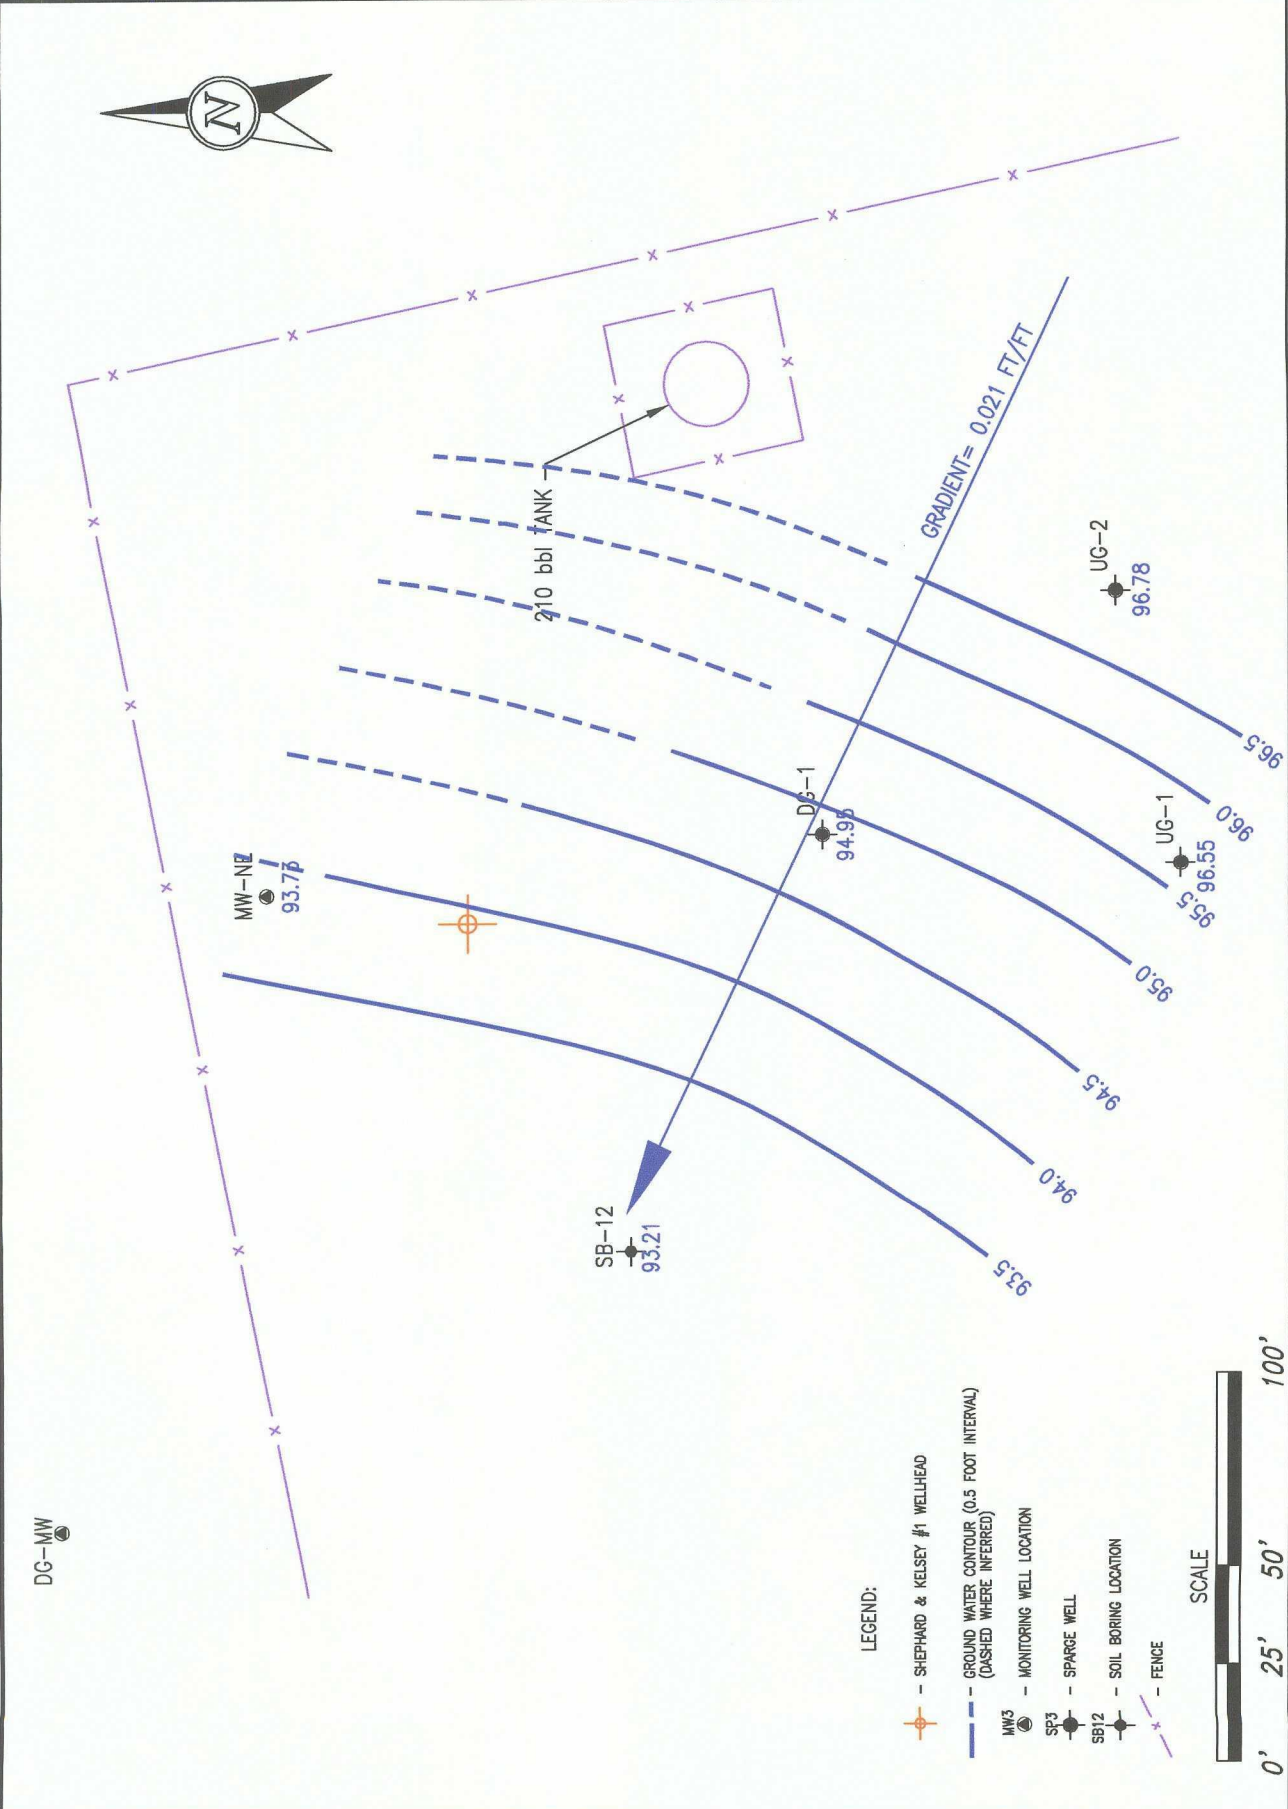 N
DG-MW
MW-NE
93.73
210 bbl TANK
GRADIENT= 0.021 FT/FT
UG-2
96.78
DG-1
94.95
UG-1
96.55
SB-12
93.21
96.5
96.0
95.5
95.0
94.5
94.0
93.5
LEGEND:
- SHEPHARD & KELSEY #1 WELLHEAD
- GROUND WATER CONTOUR (0.5 FOOT INTERVAL)
(DASHED WHERE INFERRED)
MW3
- MONITORING WELL LOCATION
SP3
- SPARGE WELL
SB12
- SOIL BORING LOCATION
- FENCE
SCALE
0' 25' 50' 100'